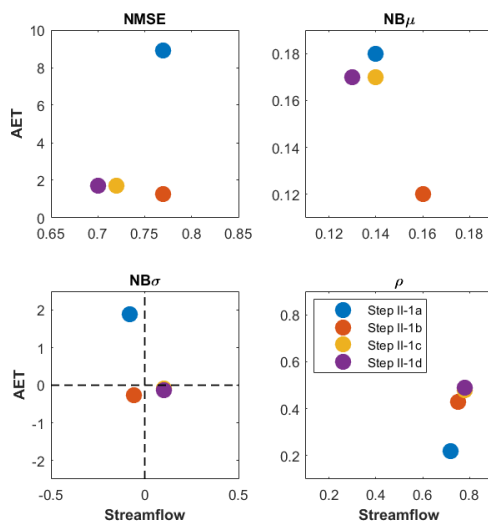 NMSE
NBμ
10
8
6
4
2
0
AET
0.65 0.7 0.75 0.8 0.85
0.18
0.16
0.14
0.12
0.12 0.14 0.16 0.18
NBσ
ρ
2
1
0
-1
-2
AET
-0.5 0 0.5
Streamflow
0.8
0.6
0.4
0.2
Step II-1a
Step II-1b
Step II-1c
Step II-1d
0.2 0.4 0.6 0.8
Streamflow